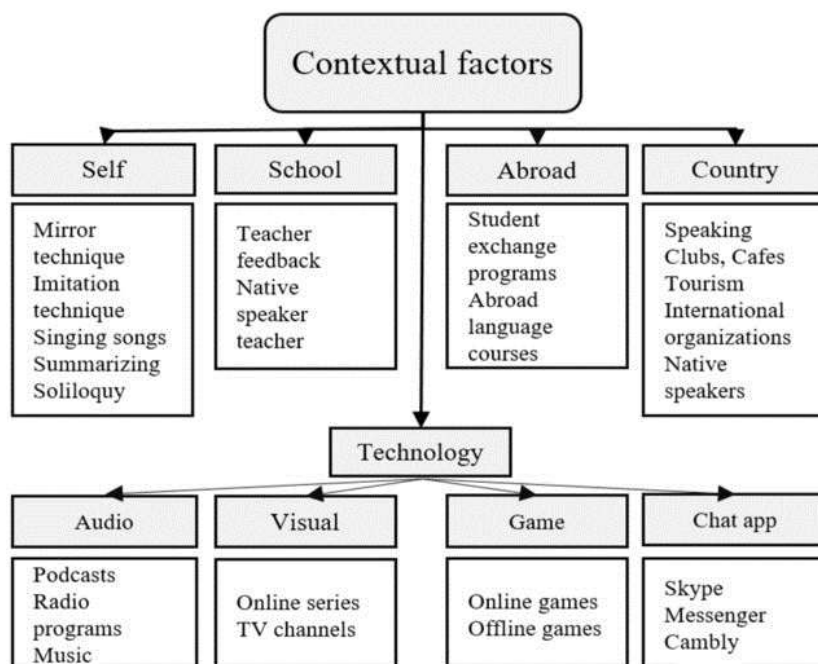 Contextual factors
Self
School
Abroad
Country
Mirror
technique
Imitation
technique
Singing songs
Summarizing
Soliloquy
Teacher
feedback
Native
speaker
teacher
Student
exchange
programs
Abroad
language
courses
Speaking
Clubs, Cafes
Tourism
International
organizations
Native
speakers
Technology
Audio
Visual
Game
Chat app
Podcasts
Radio
programs
Music
Online series
TV channels
Online games
Offline games
Skype
Messenger
Cambly